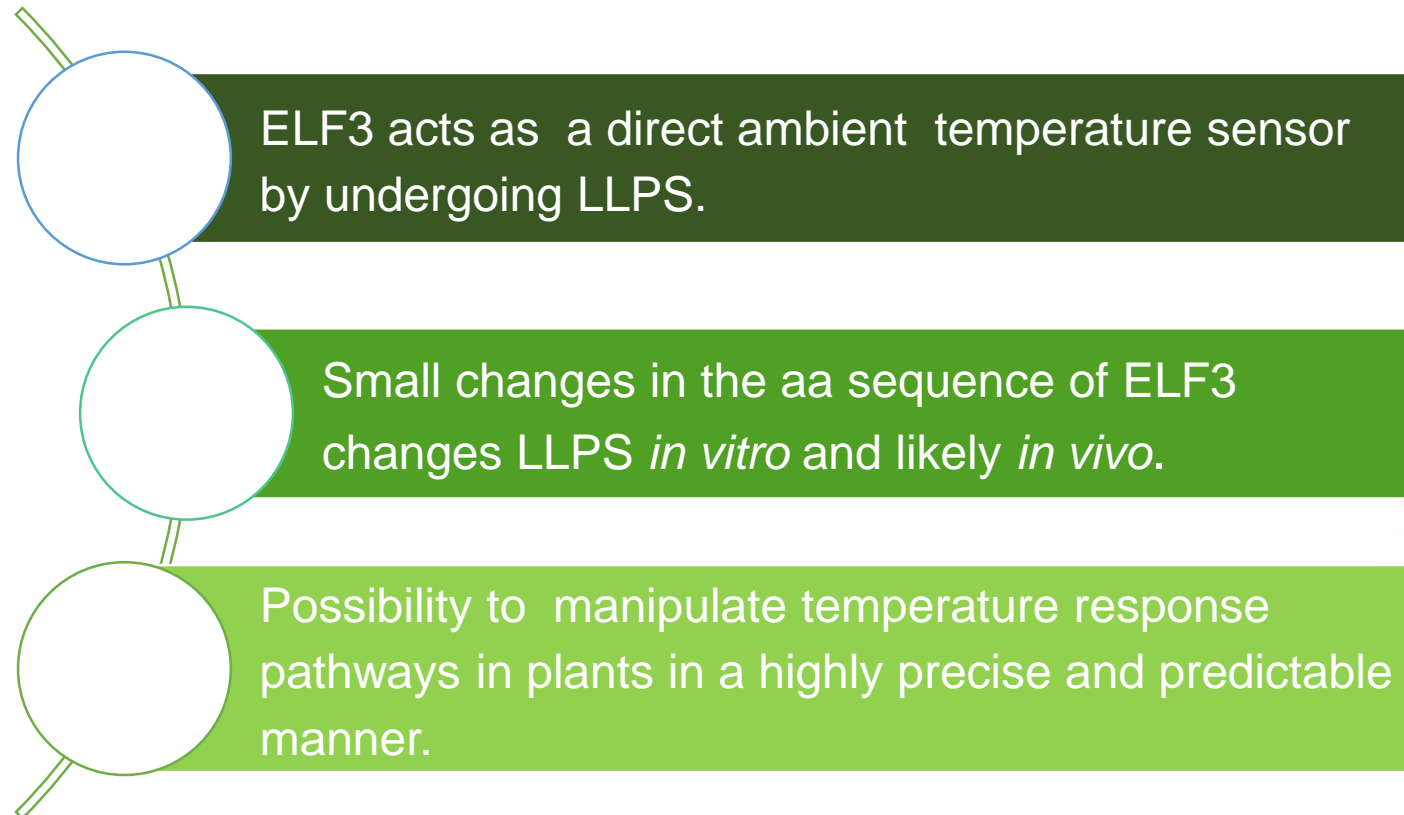 ELF3 acts as  a direct ambient  temperature sensor
by undergoing LLPS.
Small changes in the aa sequence of ELF3
changes LLPS in vitro and likely in vivo.
Possibility to  manipulate temperature response
pathways in plants in a highly precise and predictable
manner.